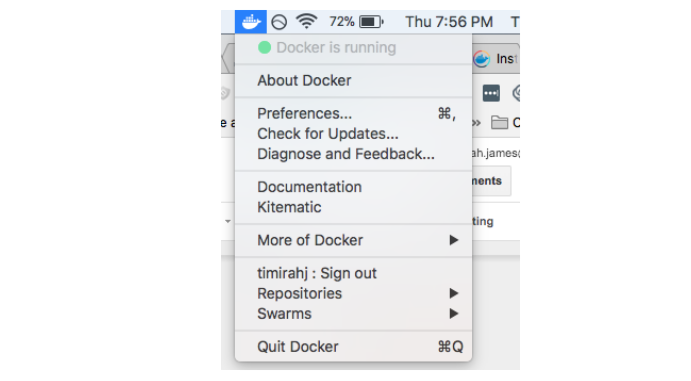 72% Thu 7:56 PM T
Docker is running
Inst
About Docker
Preferences... ⌘,
Check for Updates...
Diagnose and Feedback...
ah.james
Documentation
ments
Kitematic
ting
More of Docker ▶
timirahj : Sign out
Repositories ▶
Swarms ▶
Quit Docker ⌘Q